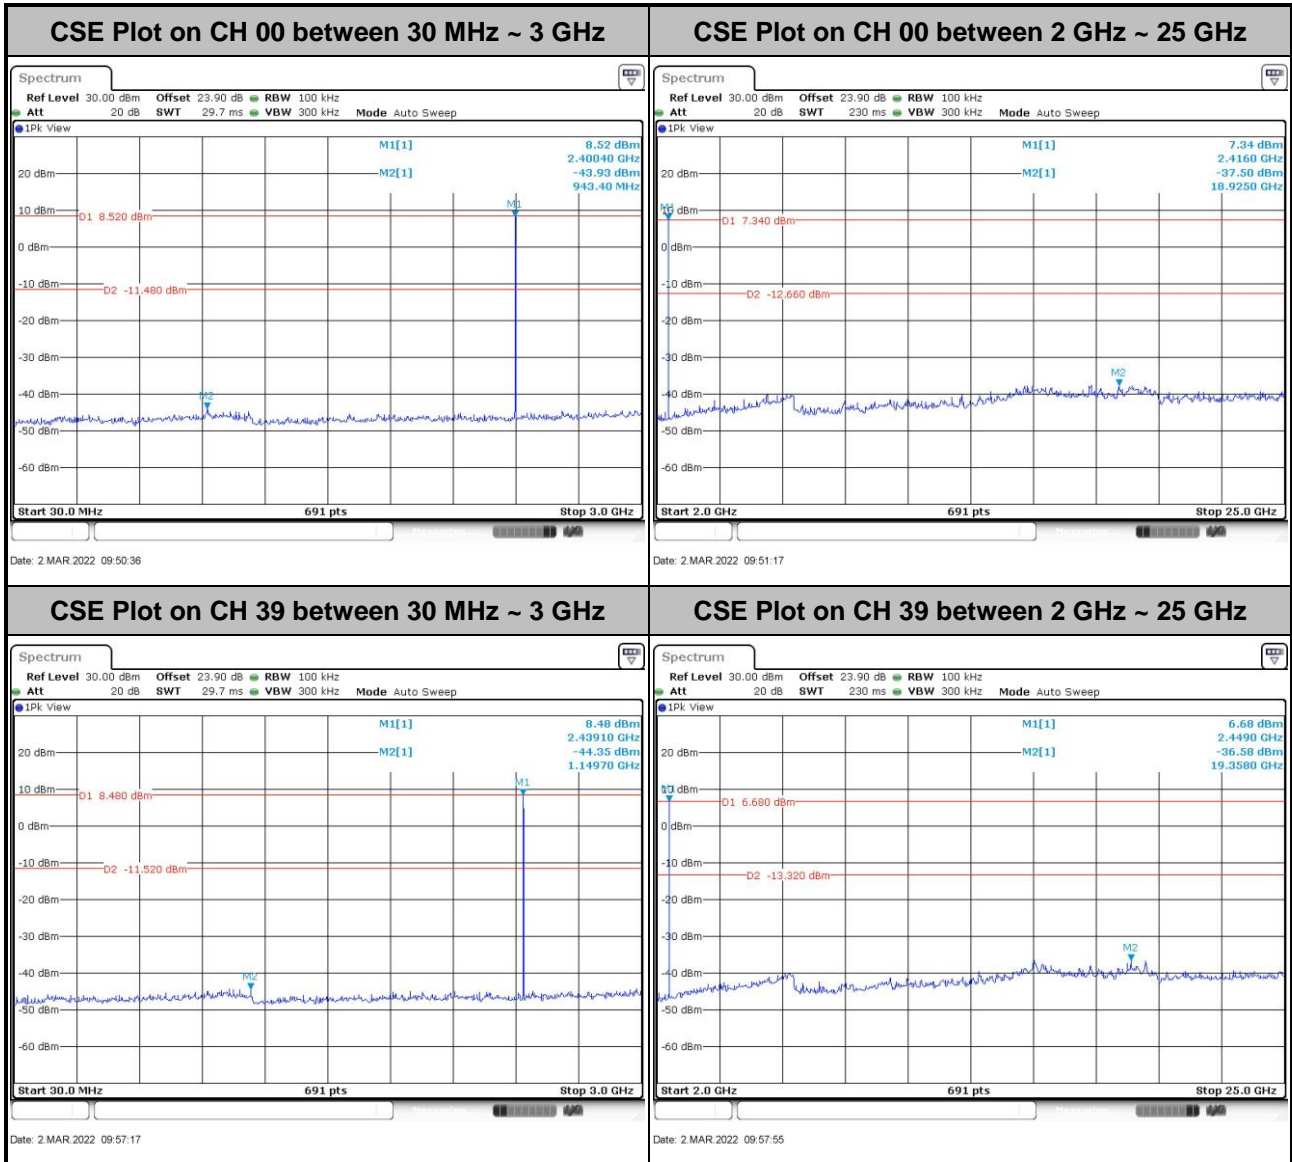 CSE Plot on CH 00 between 30 MHz ~ 3 GHz
Spectrum
Ref Level 30.00 dBm Offset 23.90 dB RBW 100 kHz
Att 20 dB SWT 29.7 ms VBW 300 kHz Mode Auto Sweep
1Pk View
M1[1] 8.52 dBm
2.40040 GHz
20 dBm M2[1] -43.93 dBm
943.40 MHz
M1
10 dBm
D1 8.520 dBm
0 dBm
-10 dBm
D2 -11.480 dBm
-20 dBm
-30 dBm
-40 dBm
M2
-50 dBm
-60 dBm
Start 30.0 MHz 691 pts Stop 3.0 GHz
Date: 2.MAR.2022 09:50:36
CSE Plot on CH 00 between 2 GHz ~ 25 GHz
Spectrum
Ref Level 30.00 dBm Offset 23.90 dB RBW 100 kHz
Att 20 dB SWT 230 ms VBW 300 kHz Mode Auto Sweep
1Pk View
M1[1] 7.34 dBm
2.4160 GHz
20 dBm M2[1] -37.50 dBm
18.9250 GHz
10 dBm
D1 7.340 dBm
0 dBm
-10 dBm
D2 -12.660 dBm
-20 dBm
-30 dBm
M2
-40 dBm
-50 dBm
-60 dBm
Start 2.0 GHz 691 pts Stop 25.0 GHz
Date: 2.MAR.2022 09:51:17
CSE Plot on CH 39 between 30 MHz ~ 3 GHz
Spectrum
Ref Level 30.00 dBm Offset 23.90 dB RBW 100 kHz
Att 20 dB SWT 29.7 ms VBW 300 kHz Mode Auto Sweep
1Pk View
M1[1] 8.48 dBm
2.43910 GHz
20 dBm M2[1] -44.35 dBm
1.14970 GHz
M1
10 dBm
D1 8.480 dBm
0 dBm
-10 dBm
D2 -11.520 dBm
-20 dBm
-30 dBm
-40 dBm
M2
-50 dBm
-60 dBm
Start 30.0 MHz 691 pts Stop 3.0 GHz
Date: 2.MAR.2022 09:57:17
CSE Plot on CH 39 between 2 GHz ~ 25 GHz
Spectrum
Ref Level 30.00 dBm Offset 23.90 dB RBW 100 kHz
Att 20 dB SWT 230 ms VBW 300 kHz Mode Auto Sweep
1Pk View
M1[1] 6.68 dBm
2.4490 GHz
20 dBm M2[1] -36.58 dBm
19.3580 GHz
10 dBm
D1 6.680 dBm
0 dBm
-10 dBm
D2 -13.320 dBm
-20 dBm
-30 dBm
M2
-40 dBm
-50 dBm
-60 dBm
Start 2.0 GHz 691 pts Stop 25.0 GHz
Date: 2.MAR.2022 09:57:55